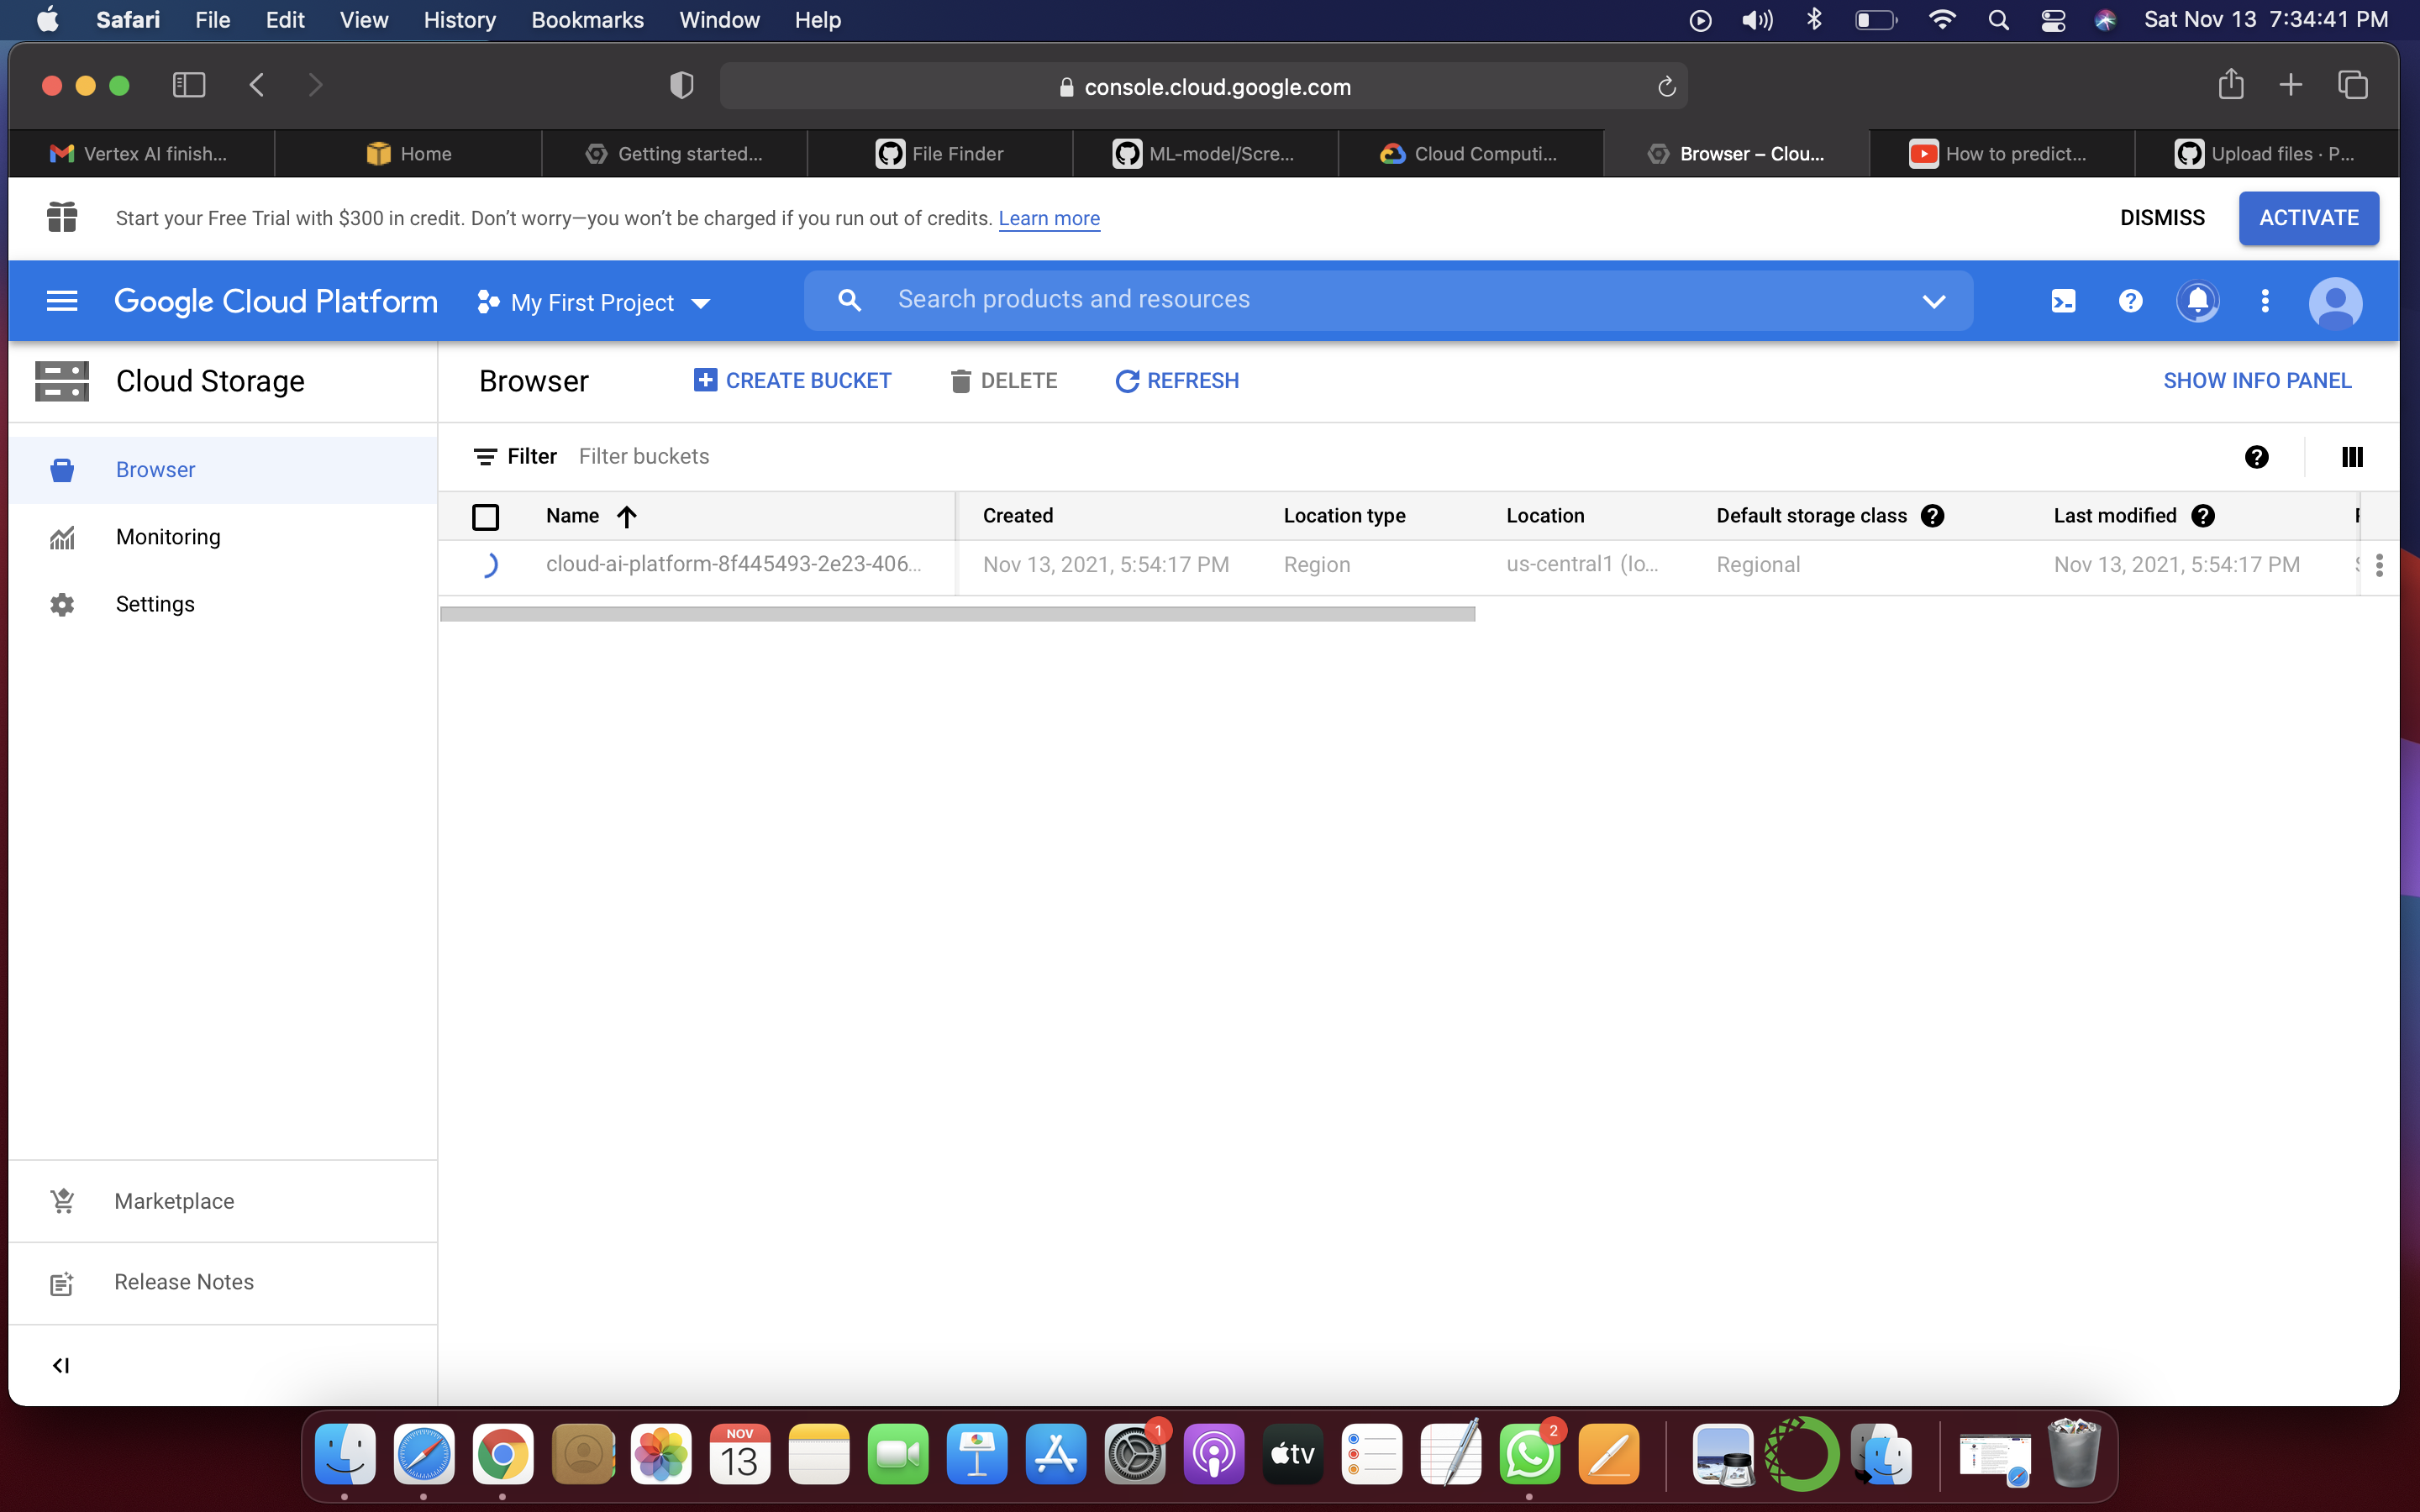 Safari File Edit View History Bookmarks Window Help Sat Nov 13 7:34:41 PM
console.cloud.google.com
Vertex AI finish... Home Getting started... File Finder ML-model/Scre... Cloud Computi... Browser – Clou... How to predict... Upload files · P...
Start your Free Trial with $300 in credit. Don’t worry—you won’t be charged if you run out of credits. Learn more DISMISS ACTIVATE
Google Cloud Platform My First Project Search products and resources
Cloud Storage Browser CREATE BUCKET DELETE REFRESH SHOW INFO PANEL
Filter Filter buckets
Name Created Location type Location Default storage class Last modified
cloud-ai-platform-8f445493-2e23-406... Nov 13, 2021, 5:54:17 PM Region us-central1 (Io... Regional Nov 13, 2021, 5:54:17 PM
Browser
Monitoring
Settings
Marketplace
Release Notes
NOV
13
1
tv
2